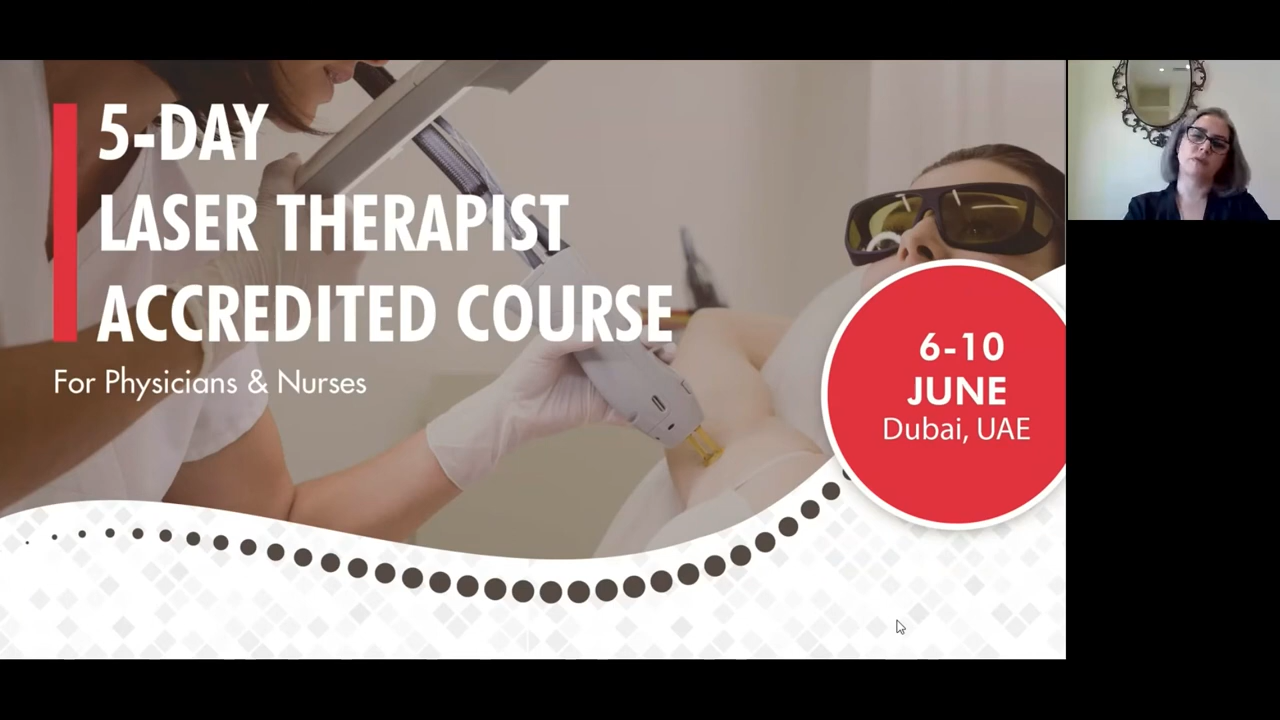 5-DAY
LASER THERAPIST
ACCREDITED COURSE
For Physicians & Nurses
6-10
JUNE
Dubai, UAE